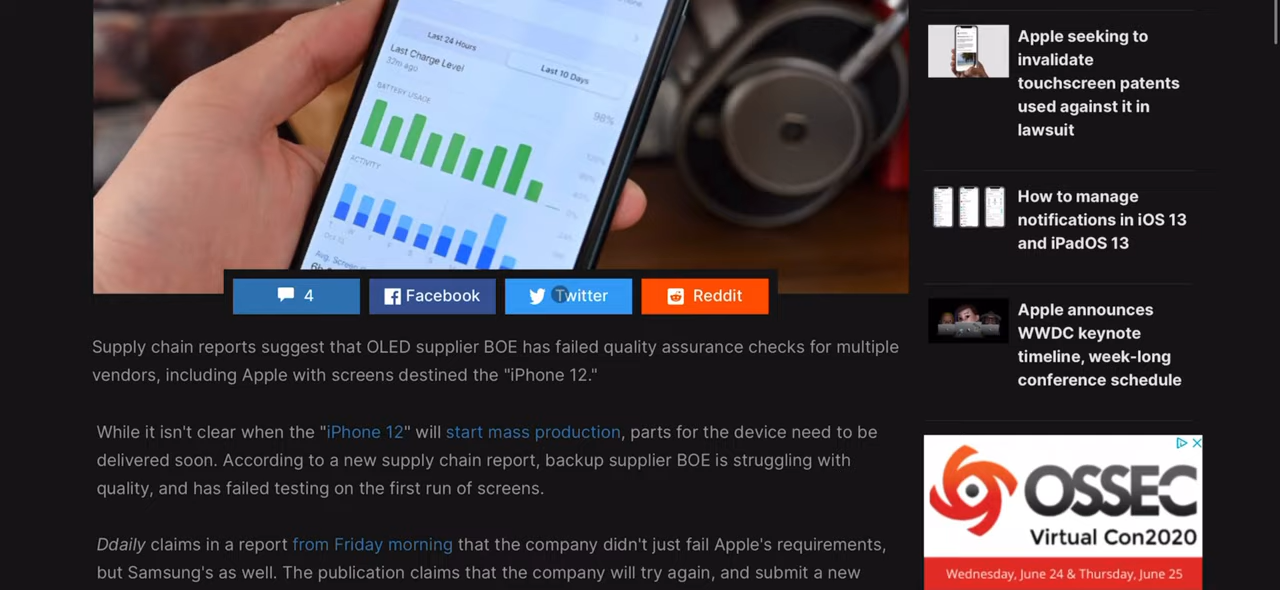 Last 24 Hours
Last 10 Days
Last Charge Level
32m ago
BATTERY USAGE
98%
ACTIVITY
4
Facebook
Twitter
Reddit
Supply chain reports suggest that OLED supplier BOE has failed quality assurance checks for multiple
vendors, including Apple with screens destined the "iPhone 12."
While it isn't clear when the "iPhone 12" will start mass production, parts for the device need to be
delivered soon. According to a new supply chain report, backup supplier BOE is struggling with
quality, and has failed testing on the first run of screens.
Ddaily claims in a report from Friday morning that the company didn't just fail Apple's requirements,
but Samsung's as well. The publication claims that the company will try again, and submit a new
Apple seeking to
invalidate
touchscreen patents
used against it in
lawsuit
How to manage
notifications in iOS 13
and iPadOS 13
Apple announces
WWDC keynote
timeline, week-long
conference schedule
OSSEC
Virtual Con2020
Wednesday, June 24 & Thursday, June 25